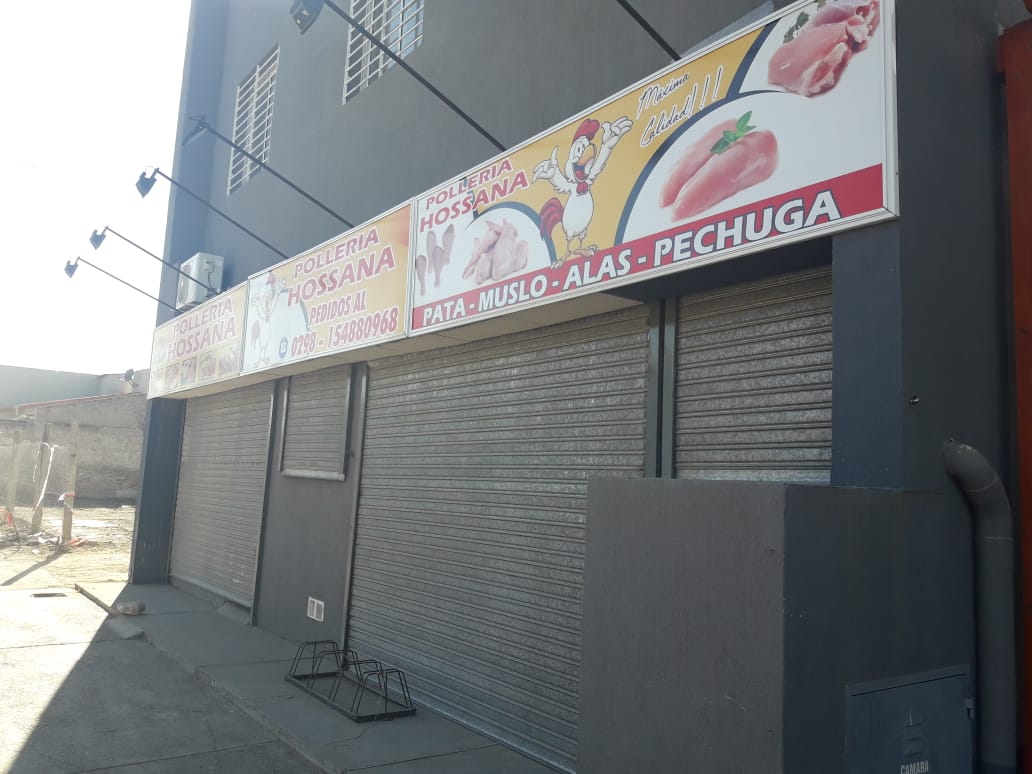 POLLERIA
HOSSANA
POLLERIA
HOSSANA
PEDIDOS AL
0298 - 154880968
POLLERIA
HOSSANA
Máxima
Calidad!!!
PATA - MUSLO - ALAS - PECHUGA
CAMARA